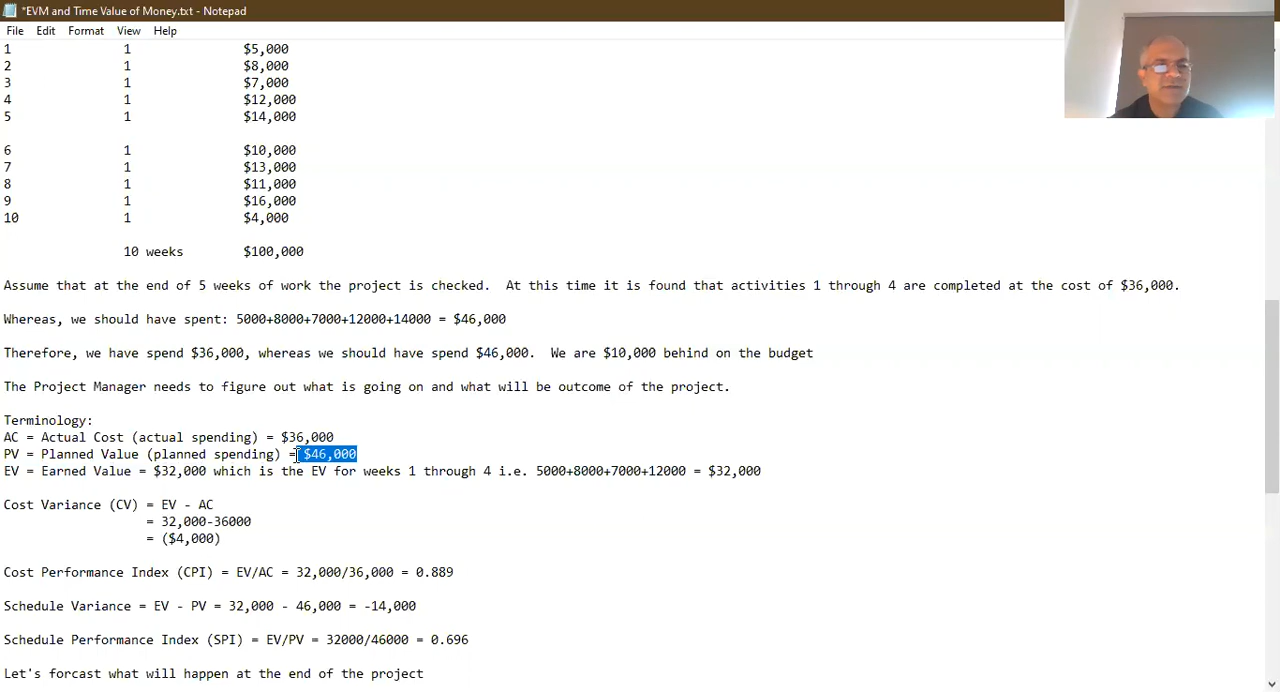 *EVM and Time Value of Money.txt - Notepad
File Edit Format View Help
1 1 $5,000
2 1 $8,000
3 1 $7,000
4 1 $12,000
5 1 $14,000
6 1 $10,000
7 1 $13,000
8 1 $11,000
9 1 $16,000
10 1 $4,000
10 weeks $100,000
Assume that at the end of 5 weeks of work the project is checked. At this time it is found that activities 1 through 4 are completed at the cost of $36,000.
Whereas, we should have spent: 5000+8000+7000+12000+14000 = $46,000
Therefore, we have spend $36,000, whereas we should have spend $46,000. We are $10,000 behind on the budget
The Project Manager needs to figure out what is going on and what will be outcome of the project.
Terminology:
AC = Actual Cost (actual spending) = $36,000
PV = Planned Value (planned spending) = $46,000
EV = Earned Value = $32,000 which is the EV for weeks 1 through 4 i.e. 5000+8000+7000+12000 = $32,000
Cost Variance (CV) = EV - AC
= 32,000-36000
= ($4,000)
Cost Performance Index (CPI) = EV/AC = 32,000/36,000 = 0.889
Schedule Variance = EV - PV = 32,000 - 46,000 = -14,000
Schedule Performance Index (SPI) = EV/PV = 32000/46000 = 0.696
Let's forcast what will happen at the end of the project